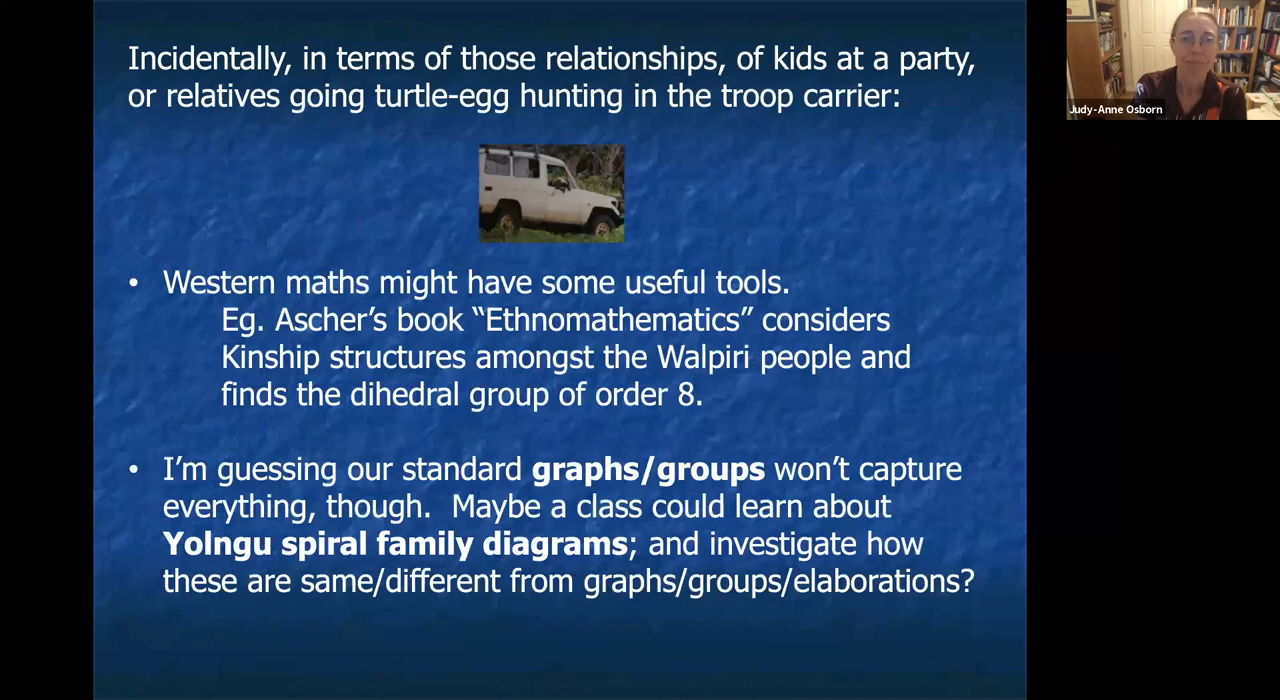 Incidentally, in terms of those relationships, of kids at a party,
or relatives going turtle-egg hunting in the troop carrier:
• Western maths might have some useful tools.
Eg. Ascher’s book “Ethnomathematics” considers
Kinship structures amongst the Walpiri people and
finds the dihedral group of order 8.
• I’m guessing our standard graphs/groups won’t capture
everything, though.  Maybe a class could learn about
Yolngu spiral family diagrams; and investigate how
these are same/different from graphs/groups/elaborations?
Judy-Anne Osborn